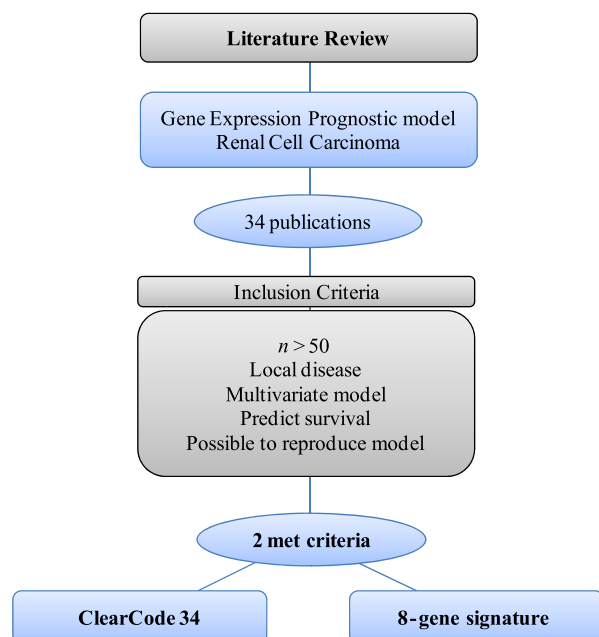 Literature Review
Gene Expression Prognostic model
Renal Cell Carcinoma
34 publications
Inclusion Criteria
n > 50
Local disease
Multivariate model
Predict survival
Possible to reproduce model
2 met criteria
ClearCode 34
8-gene signature